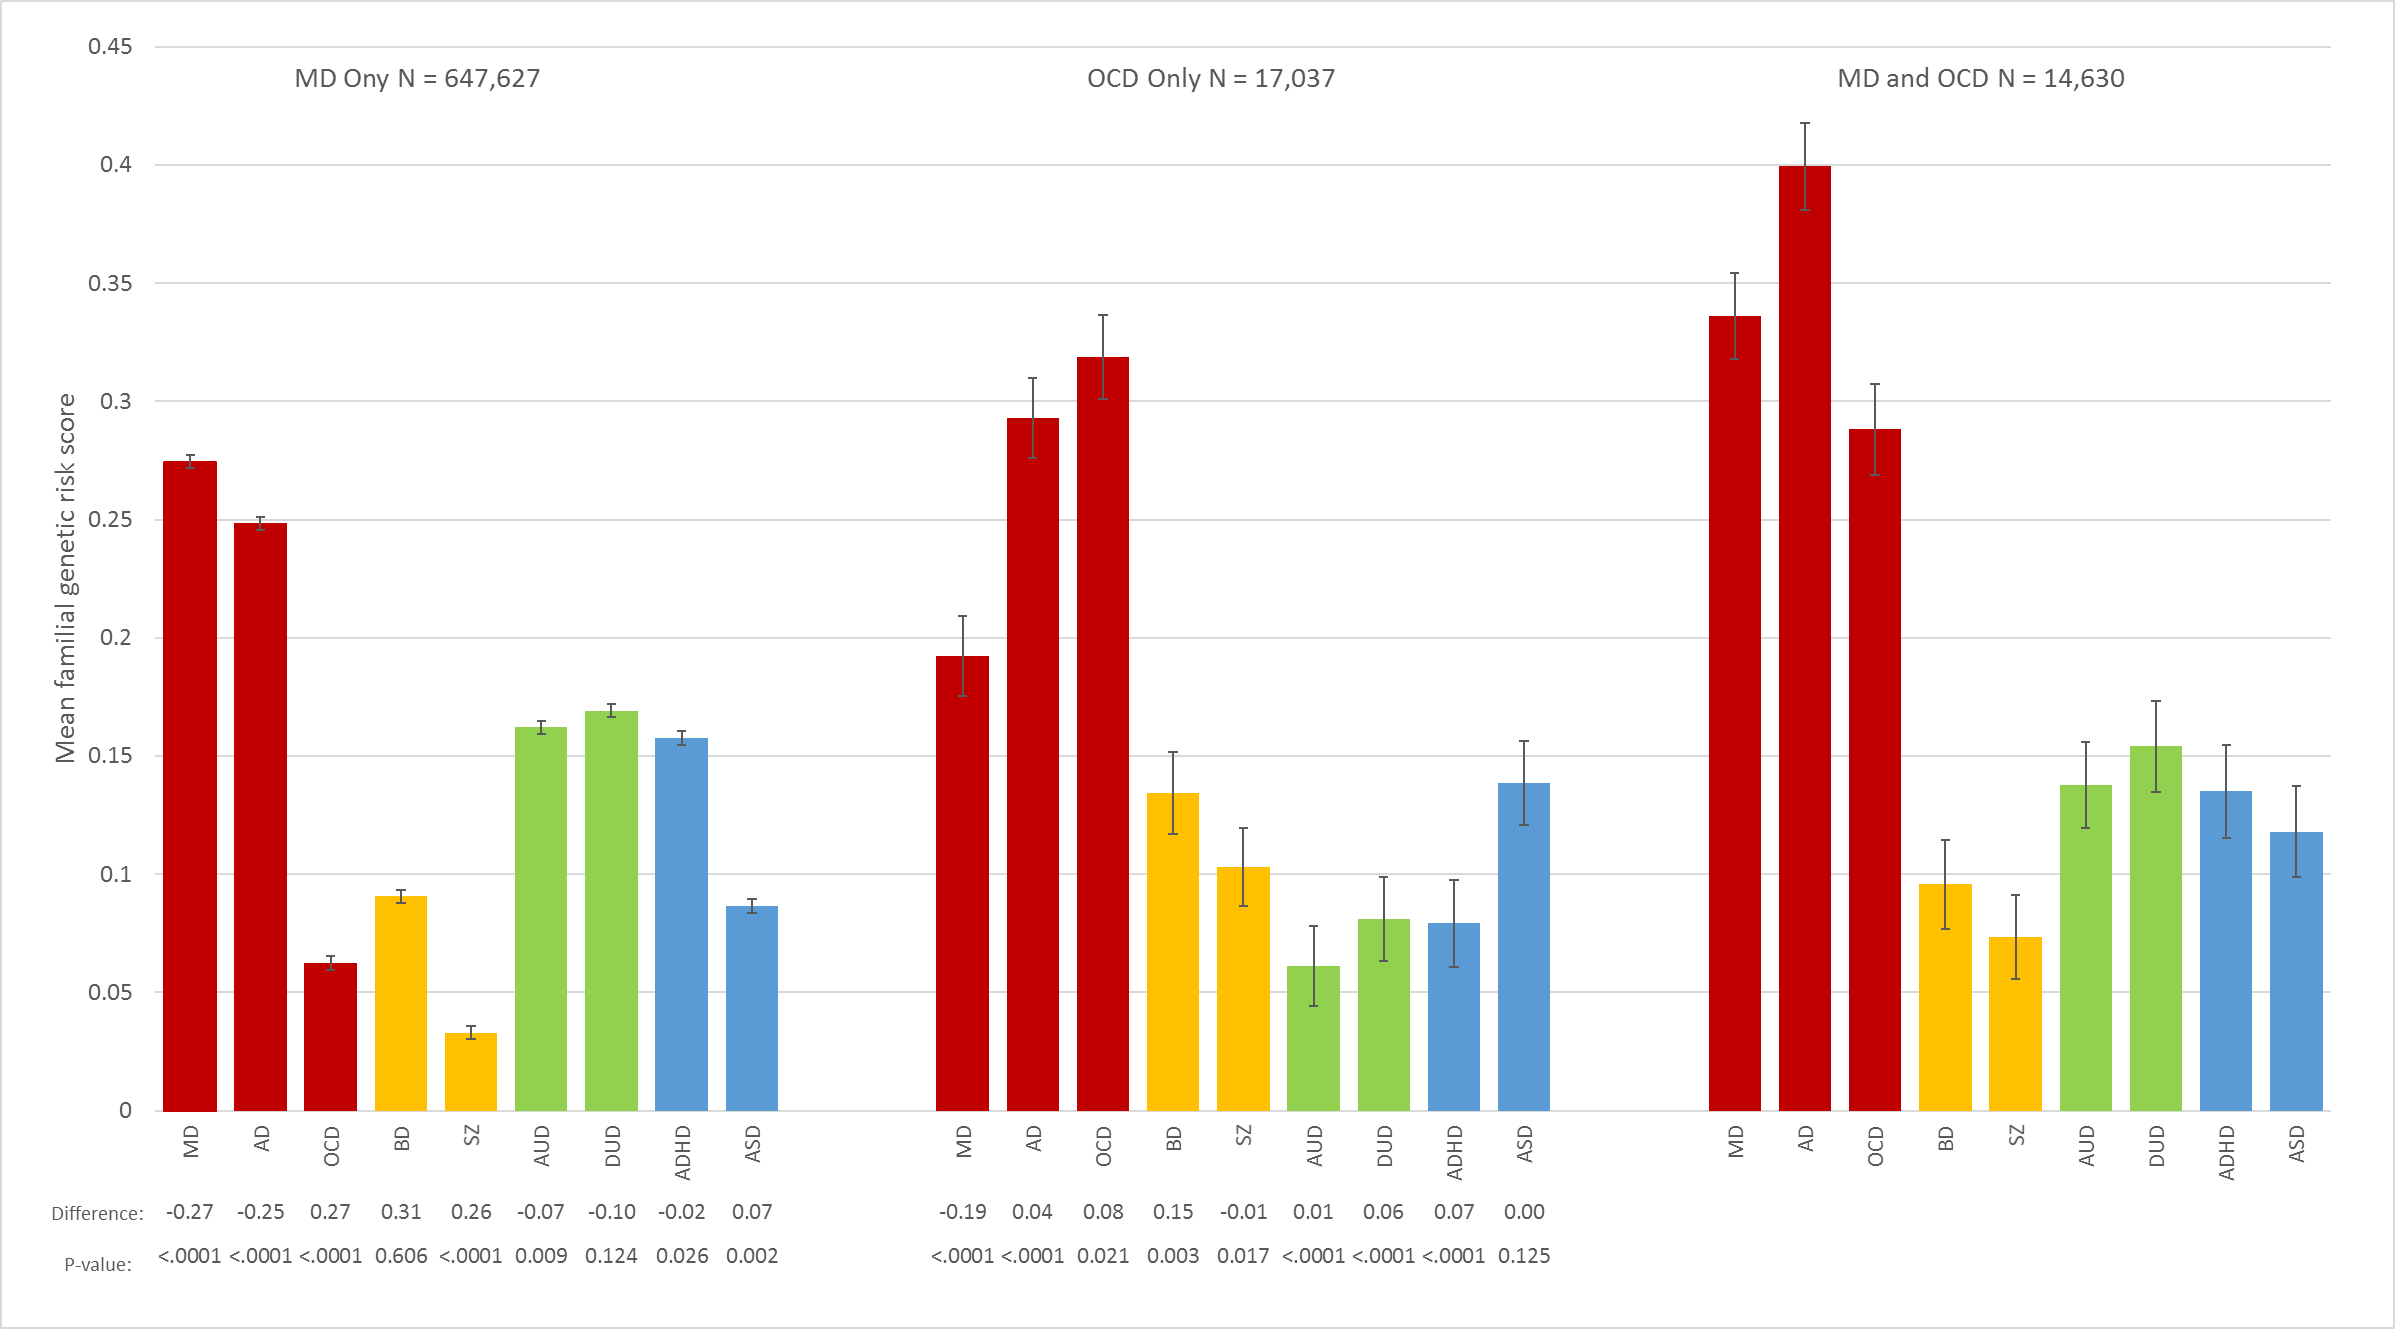 MD Ony N = 647,627
OCD Only N = 17,037
MD and OCD N = 14,630
Mean familial genetic risk score
0.45
0.4
0.35
0.3
0.25
0.2
0.15
0.1
0.05
0
MD AD OCD BD SZ AUD DUD ADHD ASD
MD AD OCD BD SZ AUD DUD ADHD ASD
MD AD OCD BD SZ AUD DUD ADHD ASD
Difference: -0.27 -0.25 0.27 0.31 0.26 -0.07 -0.10 -0.02 0.07 -0.19 0.04 0.08 0.15 -0.01 0.01 0.06 0.07 0.00
P-value: <.0001 <.0001 <.0001 0.606 <.0001 0.009 0.124 0.026 0.002 <.0001 <.0001 0.021 0.003 0.017 <.0001 <.0001 <.0001 0.125